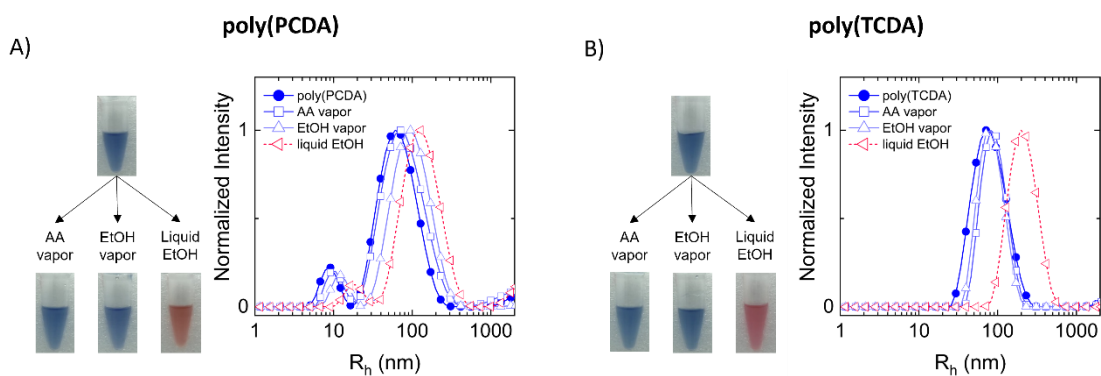 poly(PCDA)
A)
AA
vapor
EtOH
vapor
Liquid
EtOH
Normalized Intensity
1
0
poly(PCDA)
AA vapor
EtOH vapor
liquid EtOH
1
10
100
1000
R_h (nm)
poly(TCDA)
B)
AA
vapor
EtOH
vapor
Liquid
EtOH
Normalized Intensity
1
0
poly(TCDA)
AA vapor
EtOH vapor
liquid EtOH
1
10
100
1000
R_h (nm)